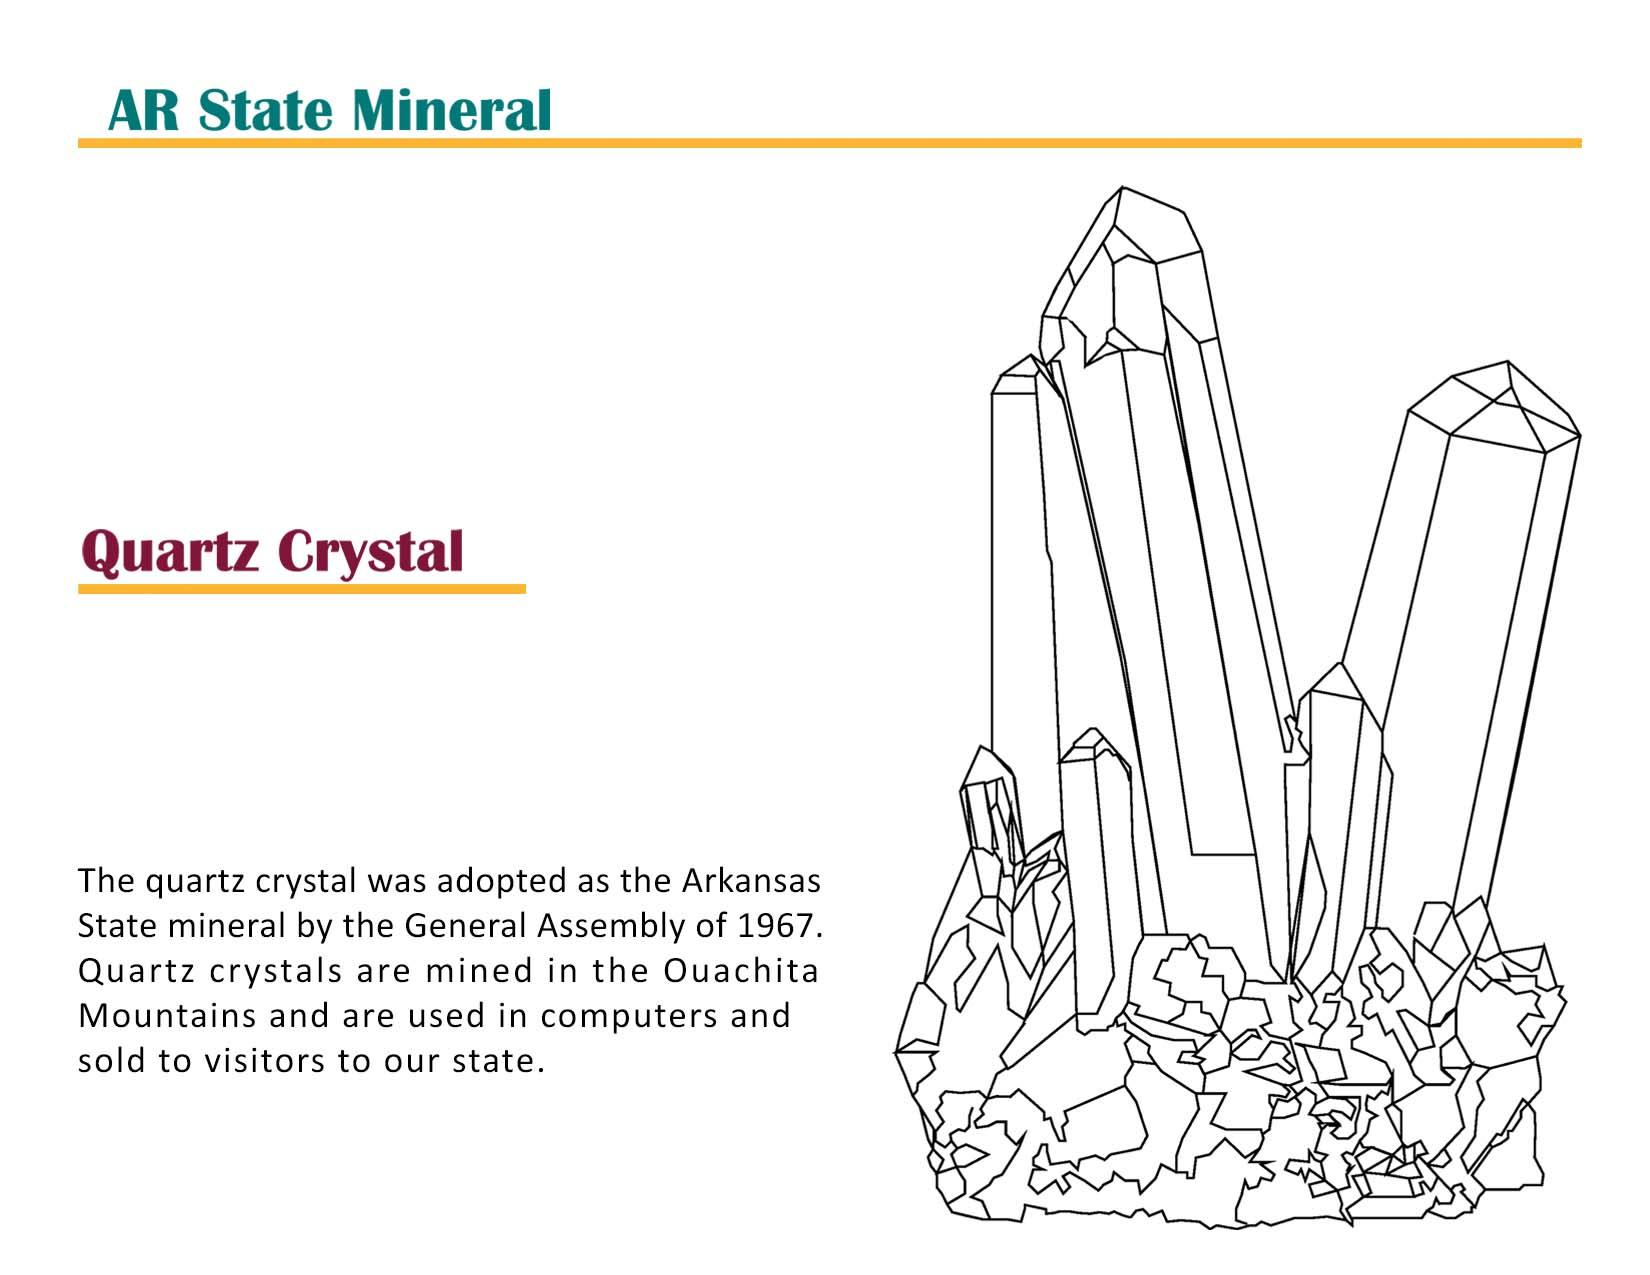 AR State Mineral
Quartz Crystal
The quartz crystal was adopted as the Arkansas
State mineral by the General Assembly of 1967.
Quartz crystals are mined in the Ouachita
Mountains and are used in computers and
sold to visitors to our state.